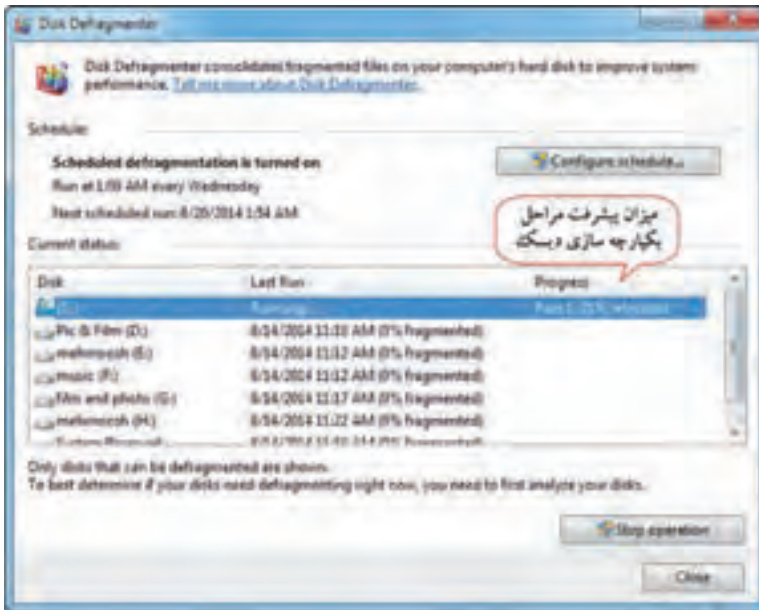 Disk Defragmenter
Disk Defragmenter consolidates fragmented files on your computer's hard disk to improve system
performance. Tell me more about Disk Defragmenter.
Schedule:
Scheduled defragmentation is turned on
Configure schedule...
Run at 1:00 AM every Wednesday
Next scheduled run: 8/20/2014 1:54 AM
میزان پیشرفت مراحل
یکپارچه سازی دیسک
Current status:
Disk Last Run Progress
(C:) Running...
Pic & Film (D:) 8/14/2014 11:10 AM (0% fragmented)
(E:) 8/14/2014 11:12 AM (0% fragmented)
music (F:) 8/14/2014 11:12 AM (0% fragmented)
film and photo (G:) 8/14/2014 11:17 AM (0% fragmented)
(H:) 8/14/2014 11:22 AM (0% fragmented)
System Reserved
Only disks that can be defragmented are shown.
To best determine if your disks need defragmenting right now, you need to first analyze your disks.
Stop operation
Close